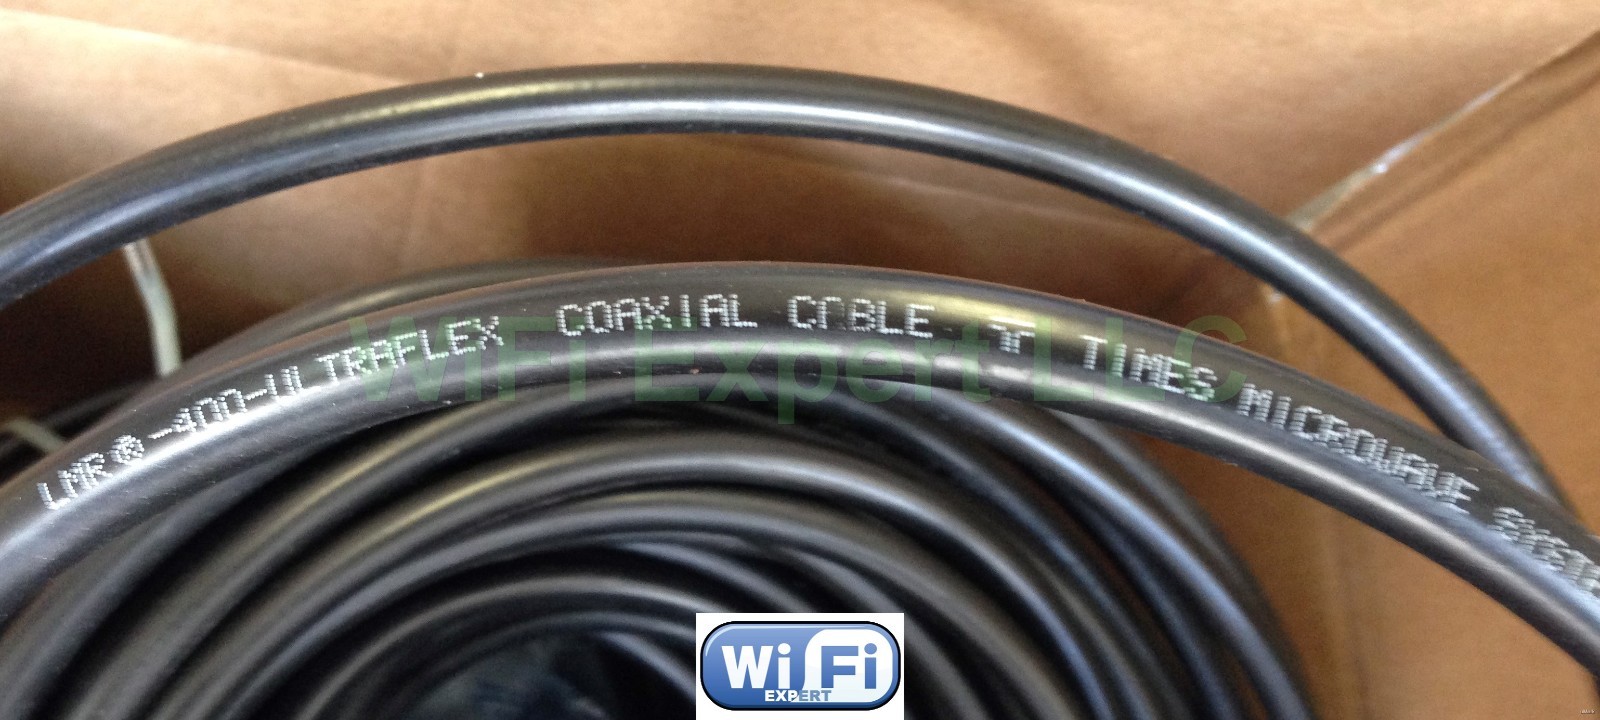 LMR®-400-ULTRAFLEX COAXIAL CABLE TIMES MICROWAVE
WiFi Expert LLC
WiFi
EXPERT